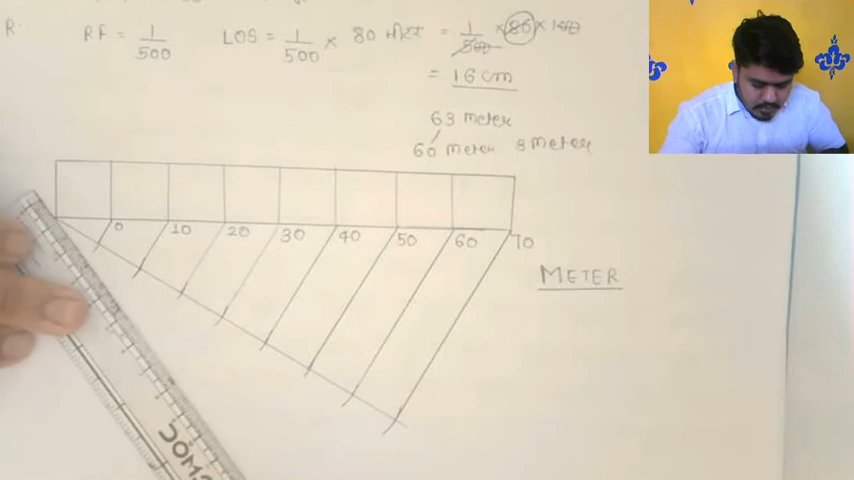 R·
RF = 1/500 LOS = 1/500 × 80 मीटर = 1/500 × 80 × 100
= 16 cm
63 meter
60 meter 3 meter
0 10 20 30 40 50 60 70
METER
DOMS